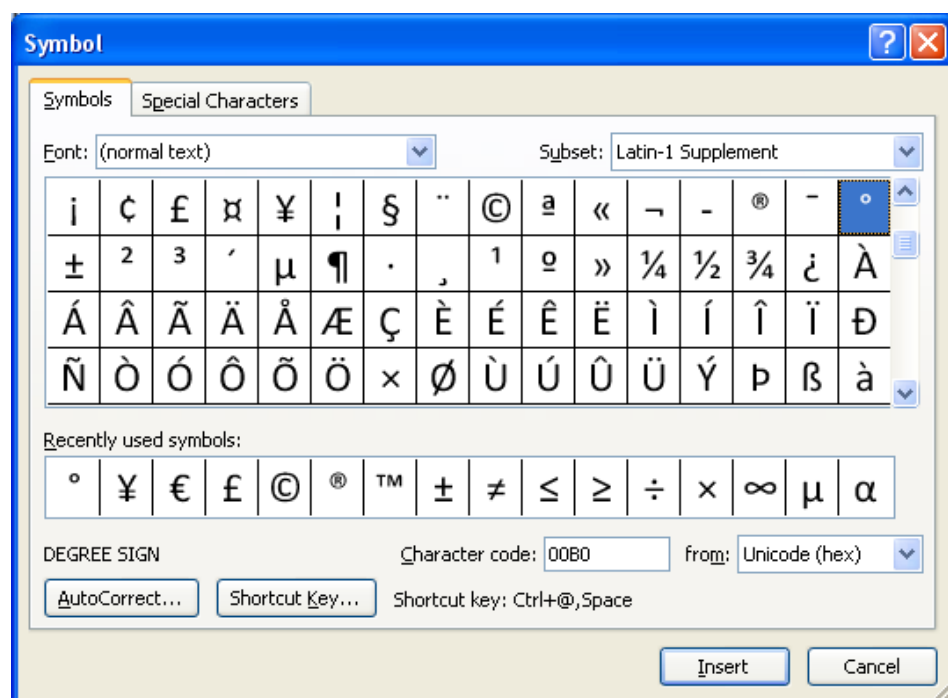 Symbol
Symbols Special Characters
Font: (normal text) Subset: Latin-1 Supplement
¡ ¢ £ ¤ ¥ ¦ § ¨ © ª « ¬ - ® ¯ °
± ² ³ ´ µ ¶ · ¸ ¹ º » ¼ ½ ¾ ¿ À
Á Â Ã Ä Å Æ Ç È É Ê Ë Ì Í Î Ï Ð
Ñ Ò Ó Ô Õ Ö × Ø Ù Ú Û Ü Ý Þ ß à
Recently used symbols:
° ¥ € £ © ® ™ ± ≠ ≤ ≥ ÷ × ∞ µ α
DEGREE SIGN Character code: 00B0 from: Unicode (hex)
AutoCorrect... Shortcut Key... Shortcut key: Ctrl+@,Space
Insert Cancel